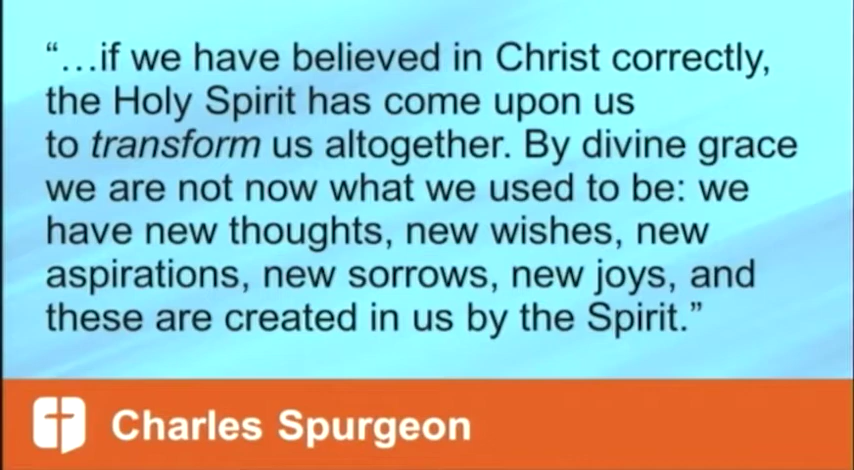 “…if we have believed in Christ correctly,
the Holy Spirit has come upon us
to transform us altogether. By divine grace
we are not now what we used to be: we
have new thoughts, new wishes, new
aspirations, new sorrows, new joys, and
these are created in us by the Spirit.”
Charles Spurgeon